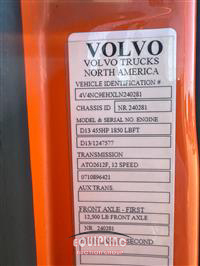 VOLVO
VOLVO TRUCKS
NORTH AMERICA
VEHICLE IDENTIFICATION #
4V4NC9EHXLN240281
CHASSIS ID NR 240281
MODEL & SERIAL NO. ENGINE
D13 455HP 1850 LBFT
D13/1247577
TRANSMISSION
ATO2612F, 12 SPEED
0710896421
AUX.TRANS.
FRONT AXLE - FIRST
12,500 LB FRONT AXLE
NR 240281
SECOND